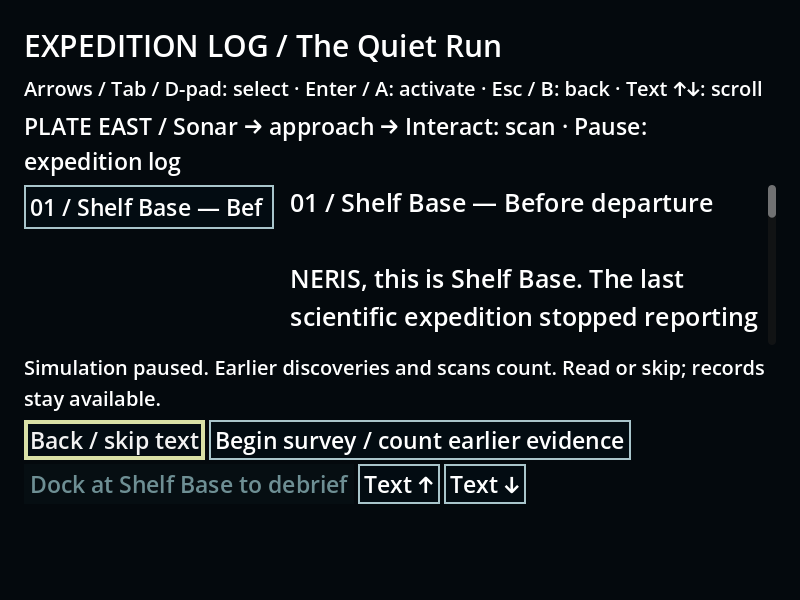 EXPEDITION LOG / The Quiet Run
Arrows / Tab / D-pad: select · Enter / A: activate · Esc / B: back · Text ↑↓: scroll
PLATE EAST / Sonar → approach → Interact: scan · Pause:
expedition log
01 / Shelf Base — Bef
01 / Shelf Base — Before departure
NERIS, this is Shelf Base. The last
scientific expedition stopped reporting
Simulation paused. Earlier discoveries and scans count. Read or skip; records
stay available.
Back / skip text
Begin survey / count earlier evidence
Dock at Shelf Base to debrief
Text ↑
Text ↓